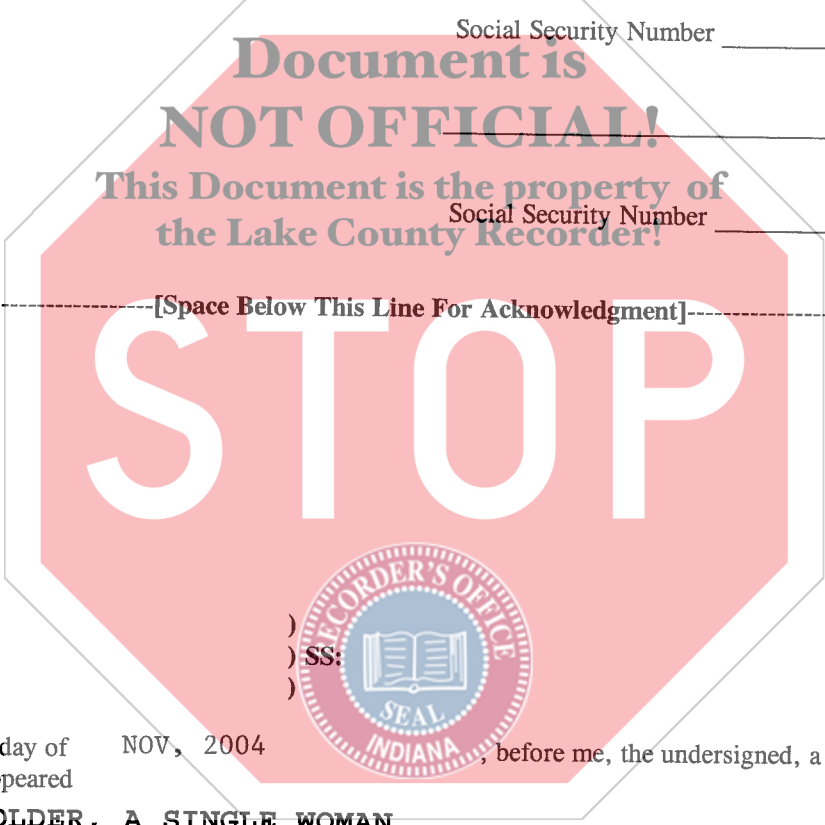 Social Security Number
Document is
NOT OFFICIAL!
This Document is the property of
Social Security Number
the Lake County Recorder!
[Space Below This Line For Acknowledgment]
STOP
RECORDER'S OFFICE
)
) SS:
)
SEAL
INDIANA
day of NOV, 2004 , before me, the undersigned, a
peared
OLDER, A SINGLE WOMAN